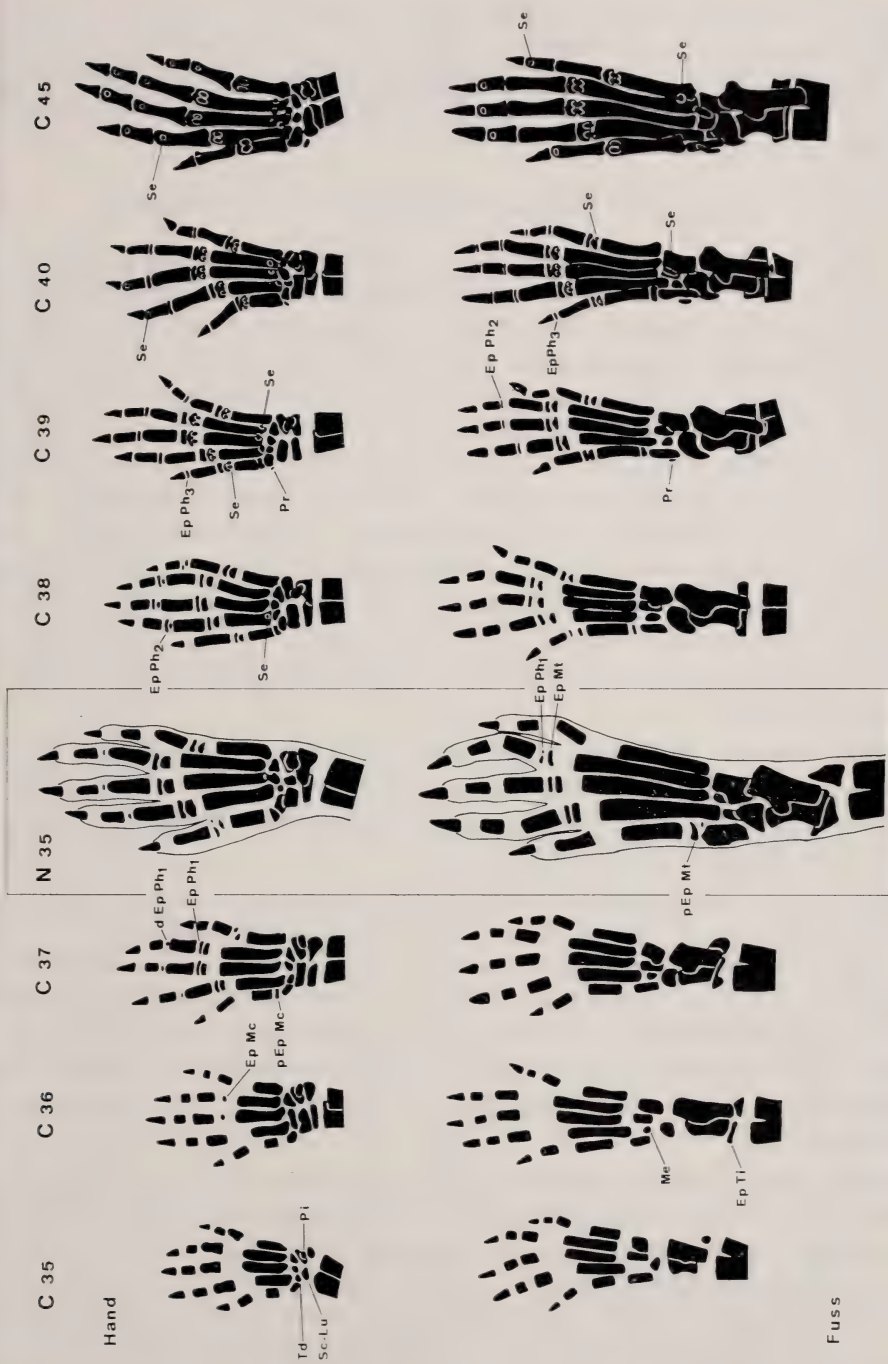 C 35
C 36
C 37
N 35
C 38
C 39
C 40
C 45
Hand
Td
Sc-Lu
Pi
Ep Mc
pEp Mc
d Ep Ph1
Ep Ph1
Ep Ph2
Se
Ep Ph3
Se
Pr
Se
Se
Se
Fuss
Me
Ep Ti
pEp Mt
Ep Ph1
Ep Mt
Pr
Ep Ph2
EpPh3
Se
Se
Se
Se